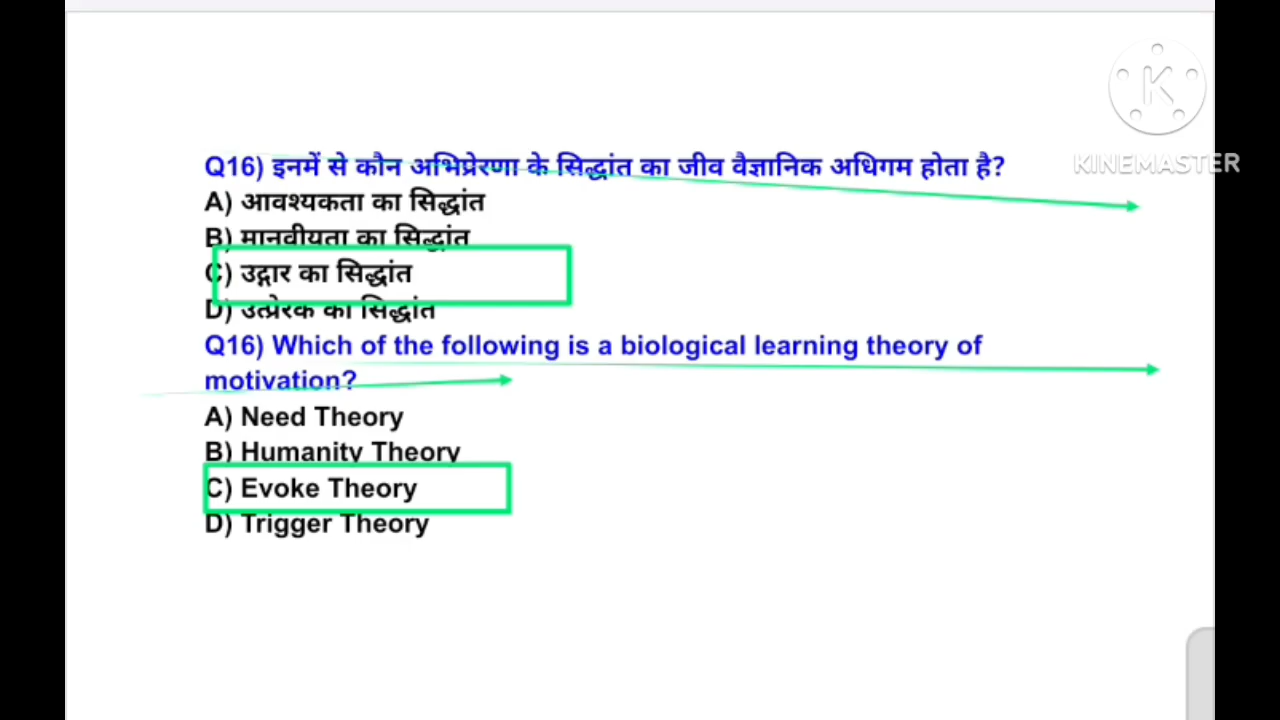 Q16) इनमें से कौन अभिप्रेरणा के सिद्धांत का जीव वैज्ञानिक अधिगम होता है?
A) आवश्यकता का सिद्धांत
B) मानवीयता का सिद्धांत
C) उद्गार का सिद्धांत
D) उत्प्रेरक का सिद्धांत
Q16) Which of the following is a biological learning theory of
motivation?
A) Need Theory
B) Humanity Theory
C) Evoke Theory
D) Trigger Theory
K
KINEMASTER